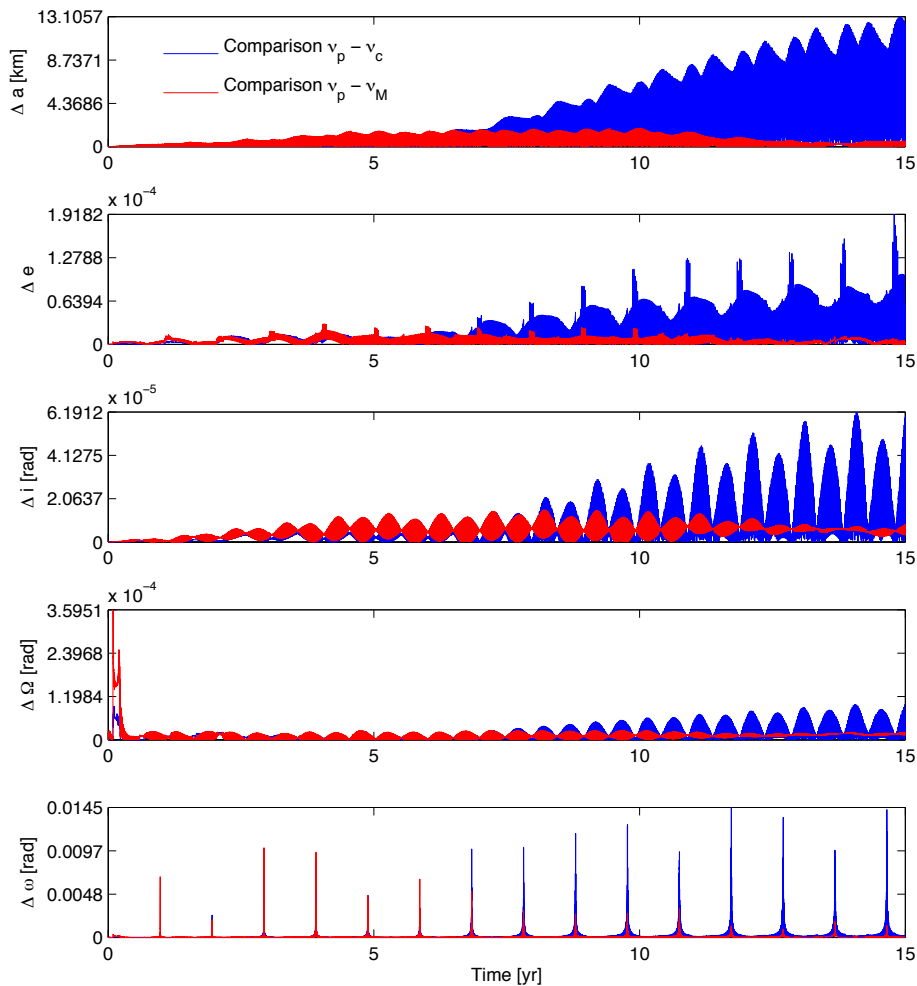 13.1057
8.7371
4.3686
0
Δ a [km]
Comparison ν_p − ν_c
Comparison ν_p − ν_M
0 5 10 15
x 10^-4
1.9182
1.2788
0.6394
0
Δ e
0 5 10 15
x 10^-5
6.1912
4.1275
2.0637
0
Δ i [rad]
0 5 10 15
x 10^-4
3.5951
2.3968
1.1984
0
Δ Ω [rad]
0 5 10 15
0.0145
0.0097
0.0048
0
Δ ω [rad]
0 5 10 15
Time [yr]